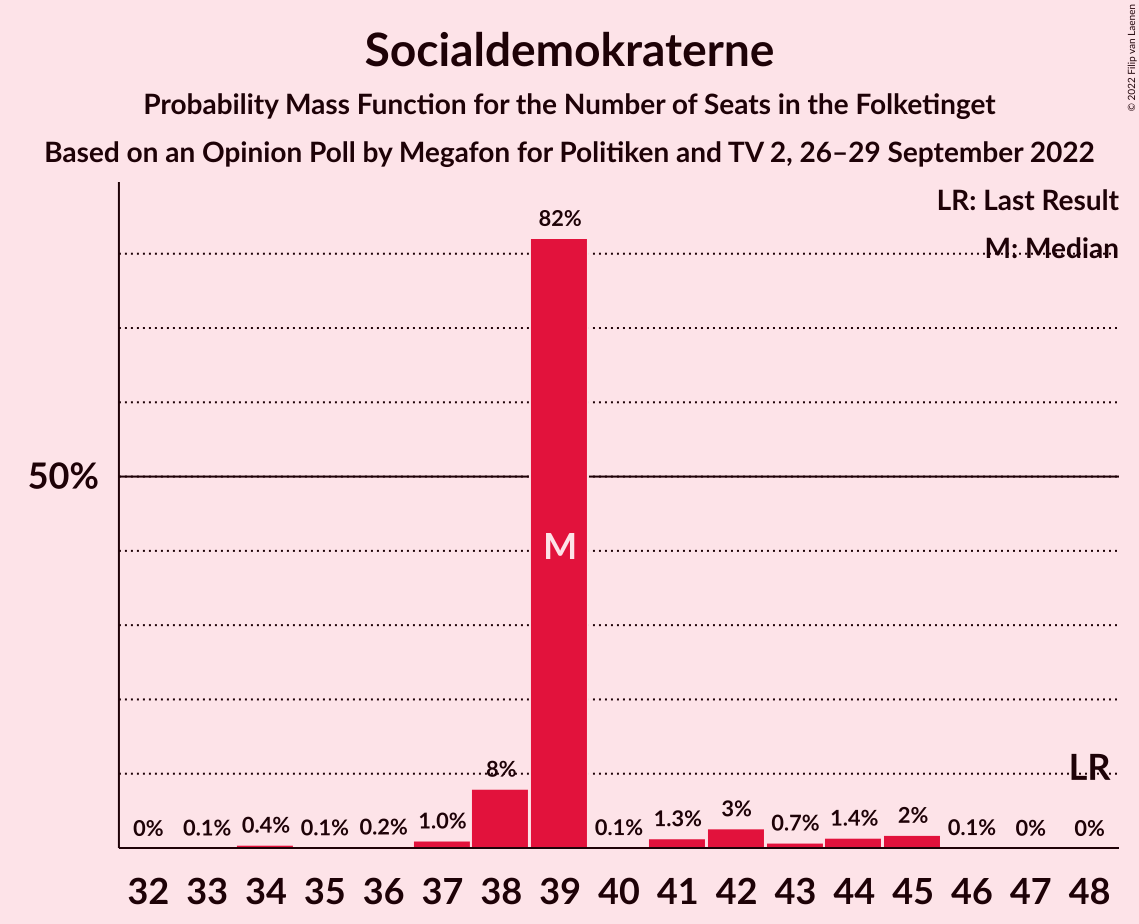 Socialdemokraterne
Probability Mass Function for the Number of Seats in the Folketinget
Based on an Opinion Poll by Megafon for Politiken and TV 2, 26–29 September 2022
© 2022 Filip van Laenen
LR: Last Result
M: Median
82%
50%
M
LR
8%
0% 0.1% 0.4% 0.1% 0.2% 1.0% 0.1% 1.3% 3% 0.7% 1.4% 2% 0.1% 0% 0%
32 33 34 35 36 37 38 39 40 41 42 43 44 45 46 47 48